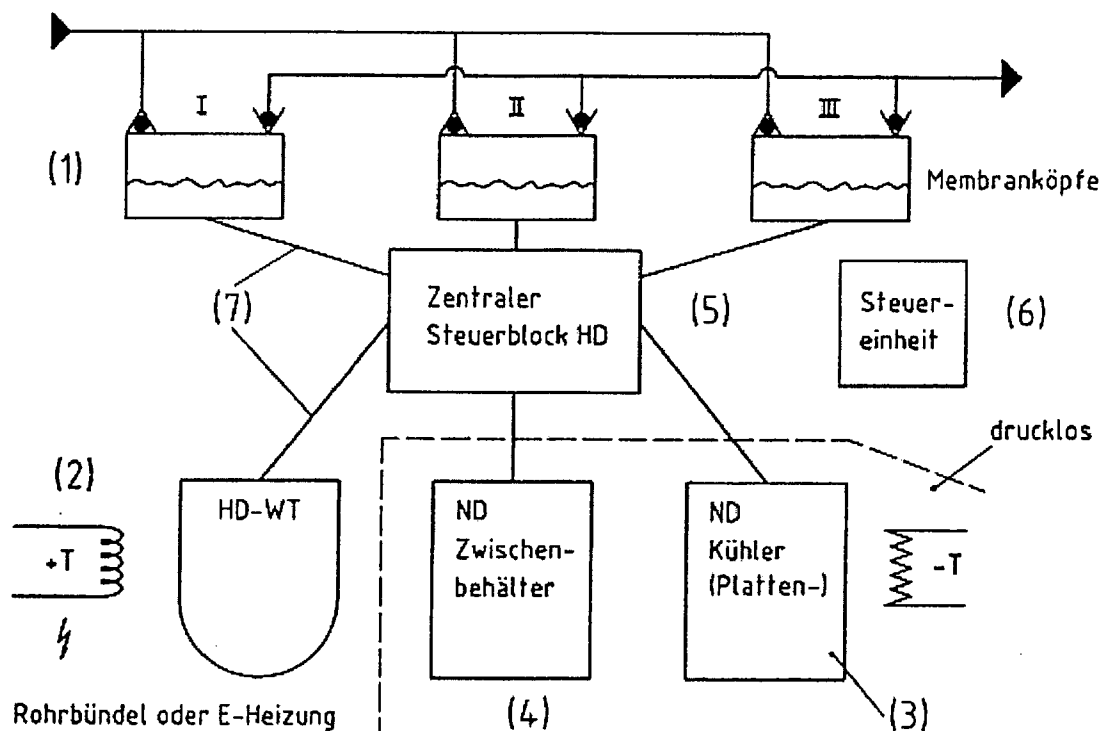 I
II
III
(1)
Membranköpfe
(7)
Zentraler
Steuerblock HD
(5)
Steuer-
einheit
(6)
drucklos
(2)
+T
HD-WT
ND
Zwischen-
behälter
ND
Kühler
(Platten-)
-T
Rohrbündel oder E-Heizung
(4)
(3)